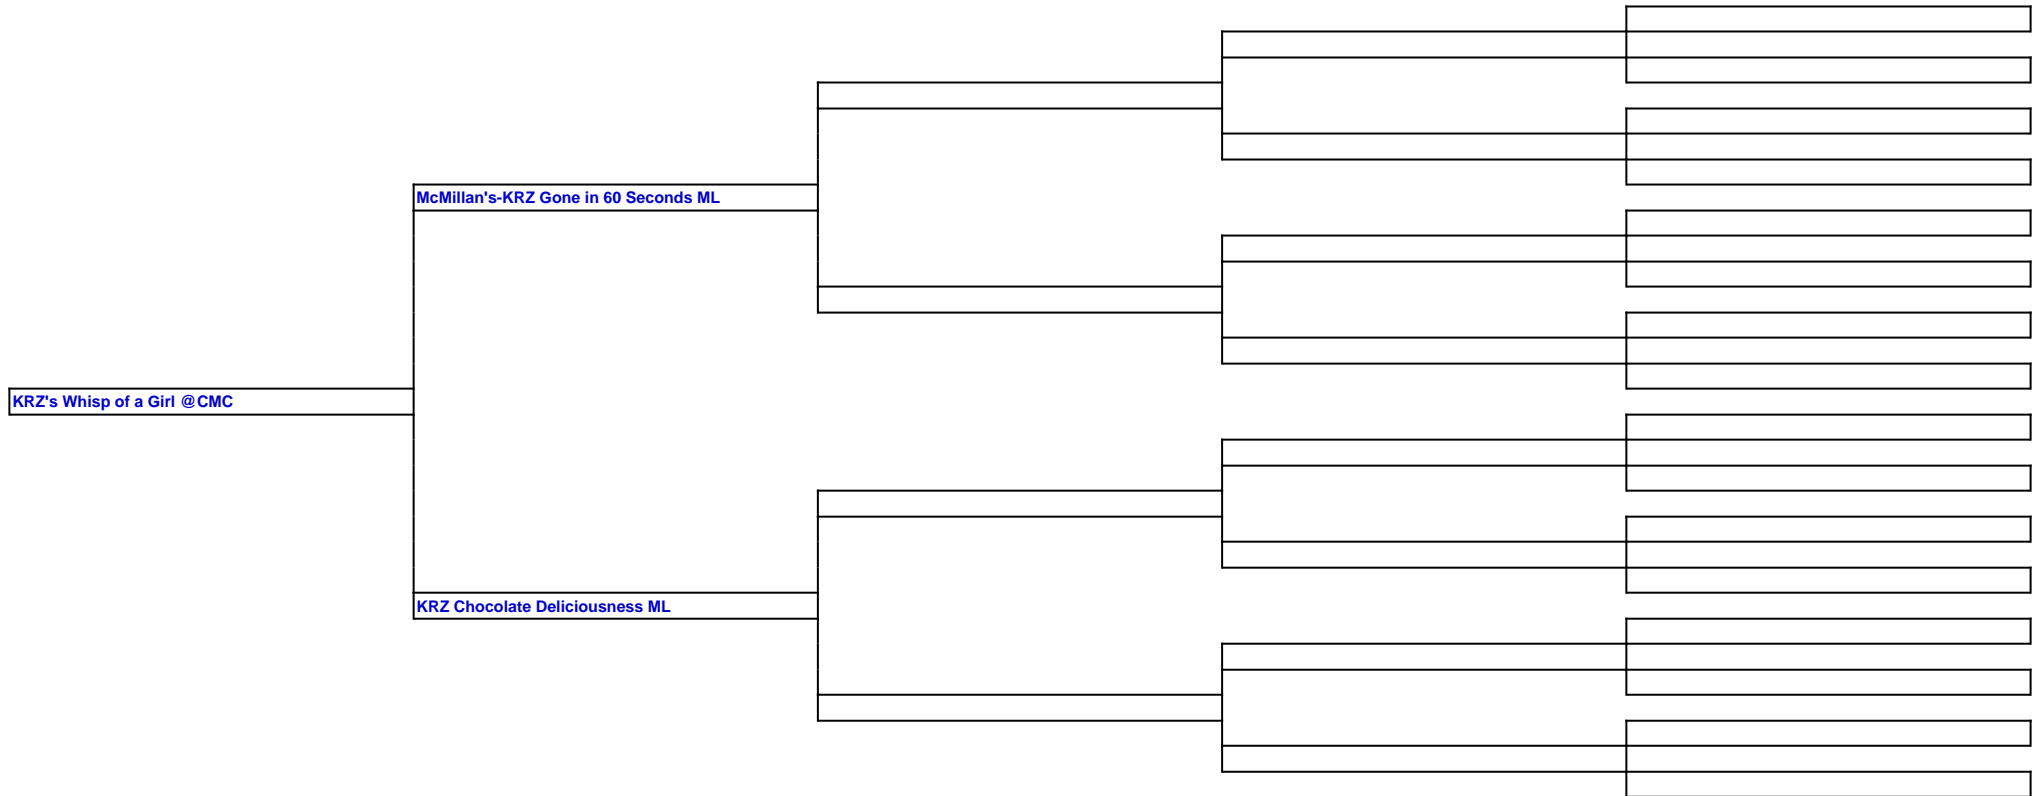 McMillan's-KRZ Gone in 60 Seconds ML
KRZ's Whisp of a Girl @CMC
KRZ Chocolate Deliciousness ML